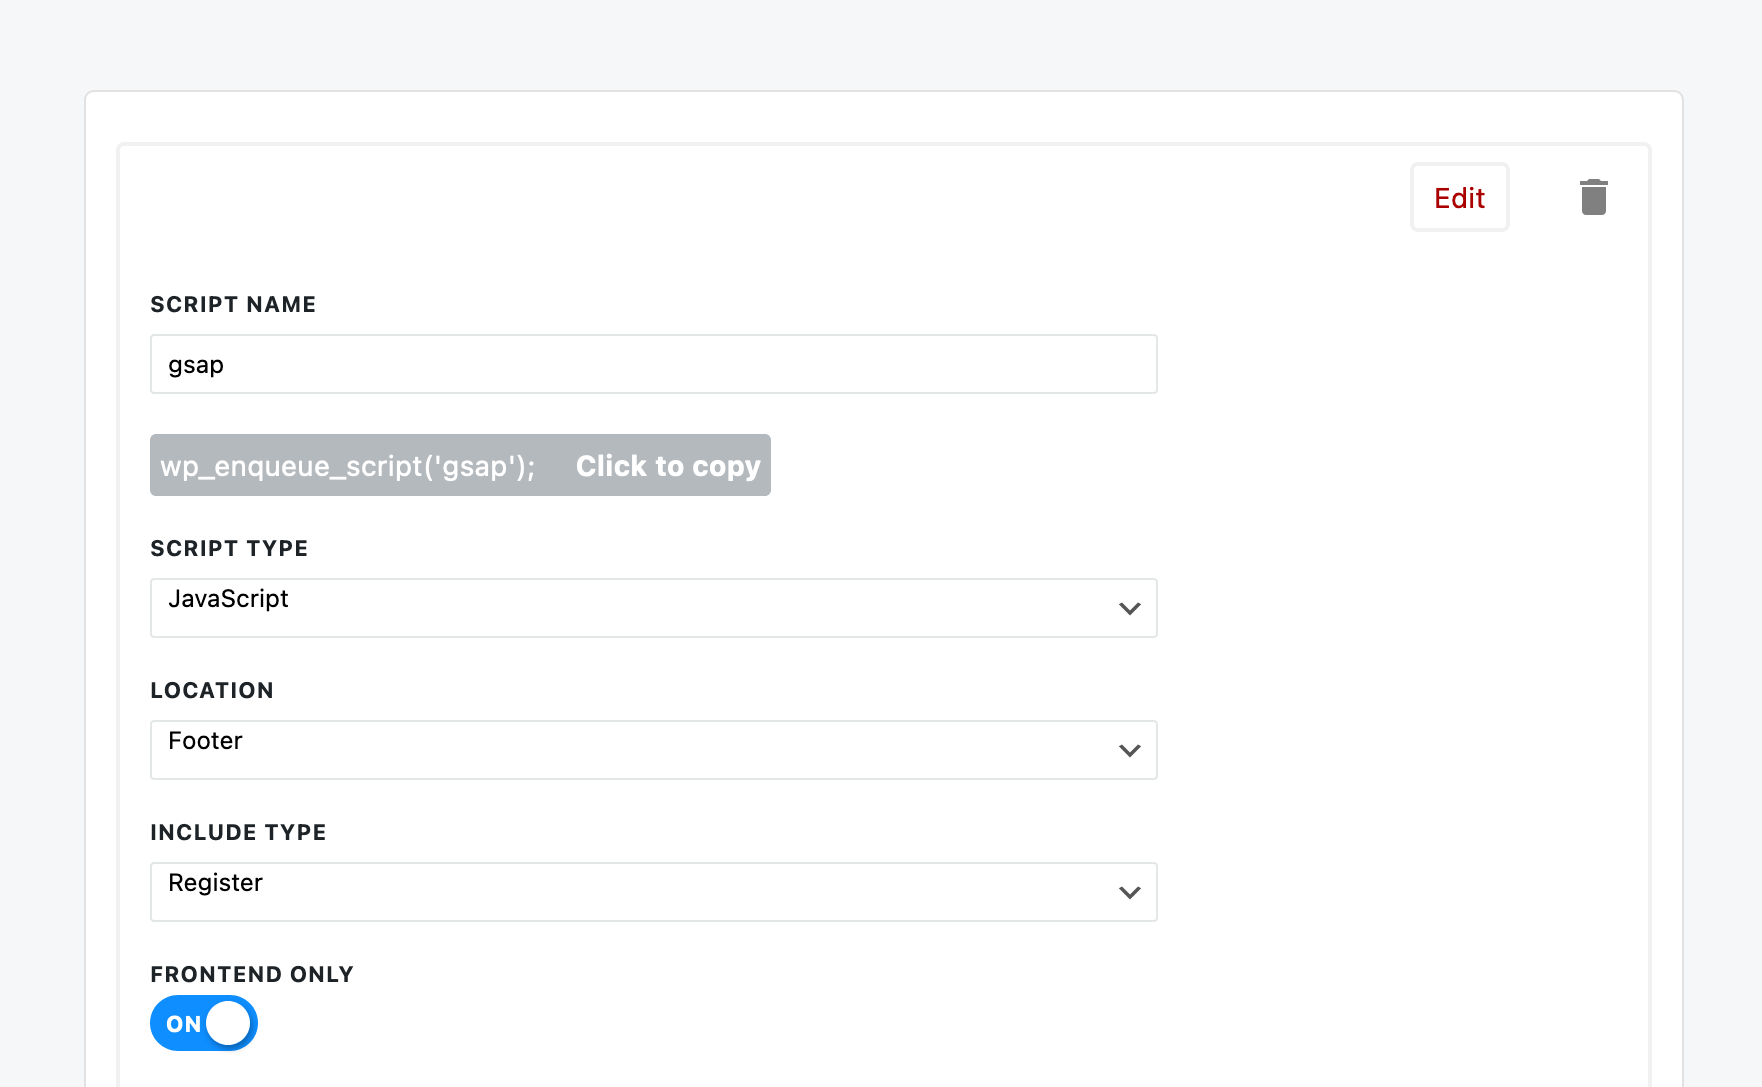 Edit
SCRIPT NAME
gsap
wp_enqueue_script('gsap'); Click to copy
SCRIPT TYPE
JavaScript
LOCATION
Footer
INCLUDE TYPE
Register
FRONTEND ONLY
ON